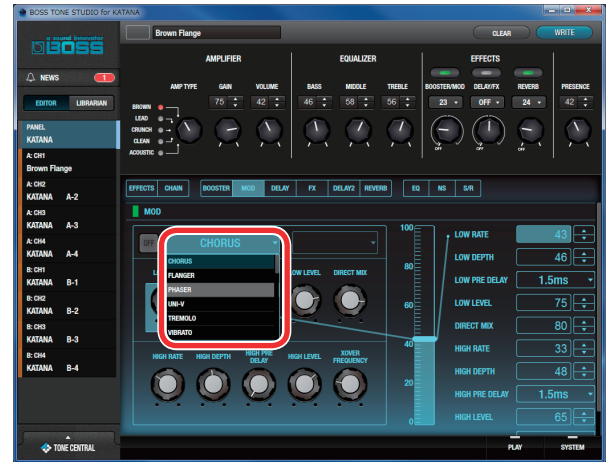 BOSS TONE STUDIO for KATANA
a sound innovator
BOSS
Brown Flange
CLEAR
WRITE
NEWS
1
EDITOR
LIBRARIAN
PANEL
KATANA
A: CH1
Brown Flange
A: CH2
KATANA A-2
A: CH3
KATANA A-3
A: CH4
KATANA A-4
B: CH1
KATANA B-1
B: CH2
KATANA B-2
B: CH3
KATANA B-3
B: CH4
KATANA B-4
TONE CENTRAL
AMPLIFIER
EQUALIZER
EFFECTS
AMP TYPE GAIN VOLUME BASS MIDDLE TREBLE BOOSTER/MOD DELAY/FX REVERB PRESENCE
75 42 46 58 56 23 OFF 24 42
BROWN
LEAD
CRUNCH
CLEAN
ACOUSTIC
OFF OFF OFF
EFFECTS CHAIN BOOSTER MOD DELAY FX DELAY2 REVERB EQ NS S/R
MOD
OFF
CHORUS
CHORUS
FLANGER
PHASER
UNI-V
TREMOLO
VIBRATO
LOW LEVEL DIRECT MIX
HIGH RATE HIGH DEPTH HIGH PRE DELAY HIGH LEVEL XOVER FREQUENCY
100
80
60
40
20
0
LOW RATE 43
LOW DEPTH 46
LOW PRE DELAY 1.5ms
LOW LEVEL 75
DIRECT MIX 80
HIGH RATE 33
HIGH DEPTH 48
HIGH PRE DELAY 1.5ms
HIGH LEVEL 65
PLAY
SYSTEM